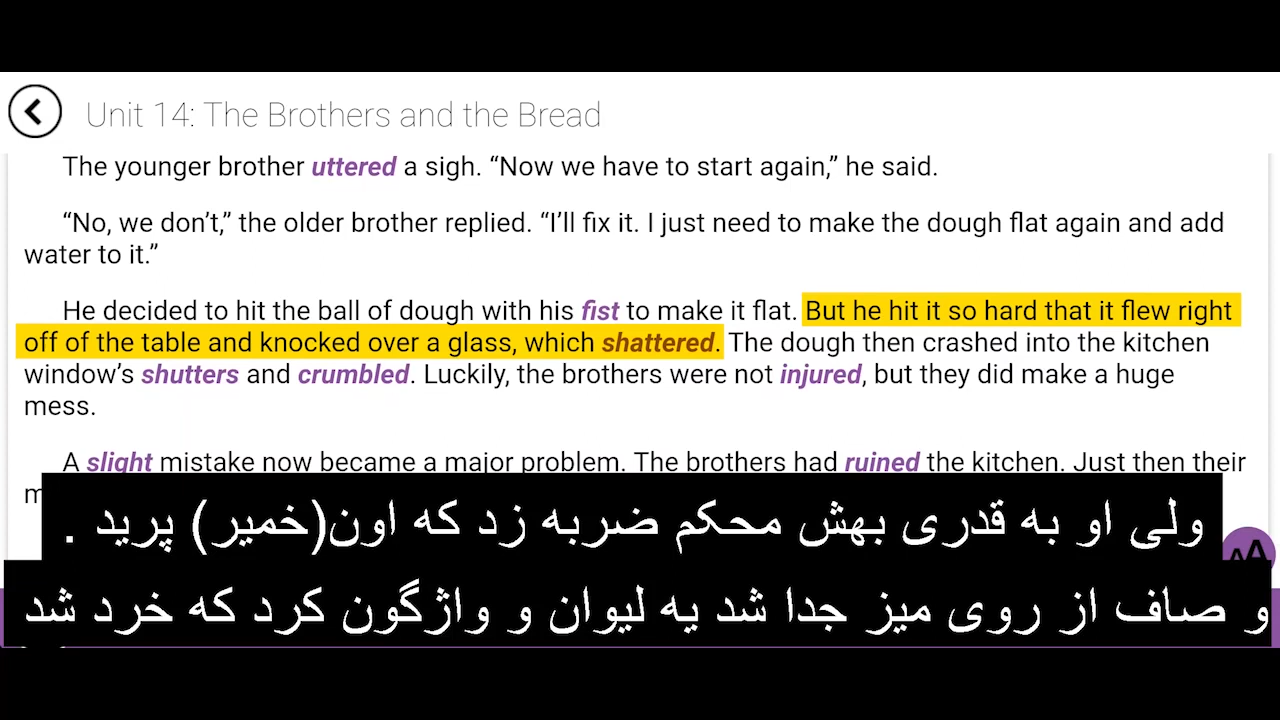 Unit 14: The Brothers and the Bread
The younger brother uttered a sigh. “Now we have to start again,” he said.
“No, we don’t,” the older brother replied. “I’ll fix it. I just need to make the dough flat again and add
water to it.”
He decided to hit the ball of dough with his fist to make it flat. But he hit it so hard that it flew right
off of the table and knocked over a glass, which shattered. The dough then crashed into the kitchen
window’s shutters and crumbled. Luckily, the brothers were not injured, but they did make a huge
mess.
A slight mistake now became a major problem. The brothers had ruined the kitchen. Just then their
ولی او به قدری بهش محکم ضربه زد که اون(خمیر) پرید .
و صاف از روی میز جدا شد یه لیوان و واژگون کرد که خرد شد
AA